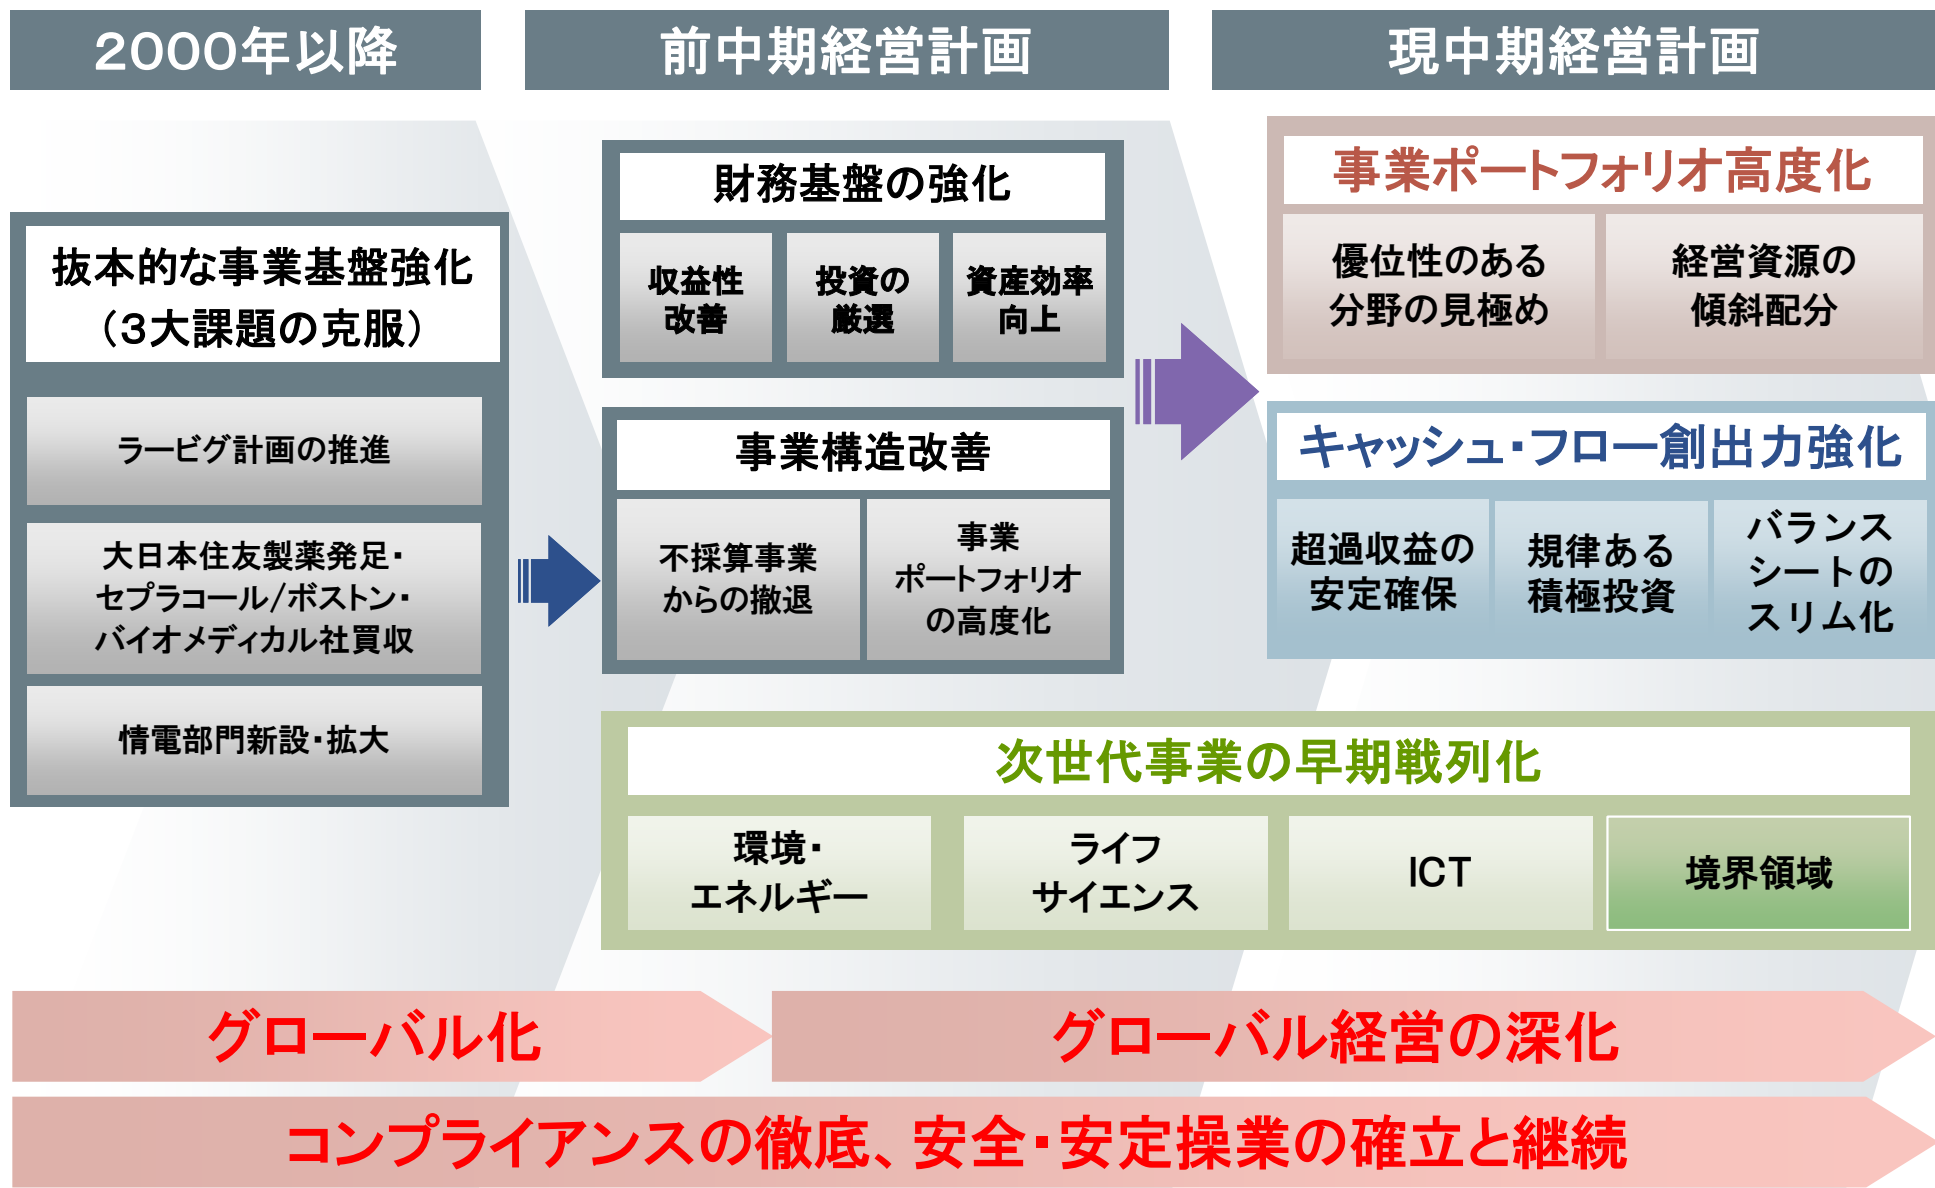 2000年以降
前中期経営計画
現中期経営計画
抜本的な事業基盤強化
（3大課題の克服）
ラービグ計画の推進
大日本住友製薬発足・
セプラコール/ボストン・
バイオメディカル社買収
情電部門新設・拡大
財務基盤の強化
収益性
改善
投資の
厳選
資産効率
向上
事業構造改善
不採算事業
からの撤退
事業
ポートフォリオ
の高度化
事業ポートフォリオ高度化
優位性のある
分野の見極め
経営資源の
傾斜配分
キャッシュ・フロー創出力強化
超過収益の
安定確保
規律ある
積極投資
バランス
シートの
スリム化
次世代事業の早期戦列化
環境・
エネルギー
ライフ
サイエンス
ICT
境界領域
グローバル化
グローバル経営の深化
コンプライアンスの徹底、安全・安定操業の確立と継続